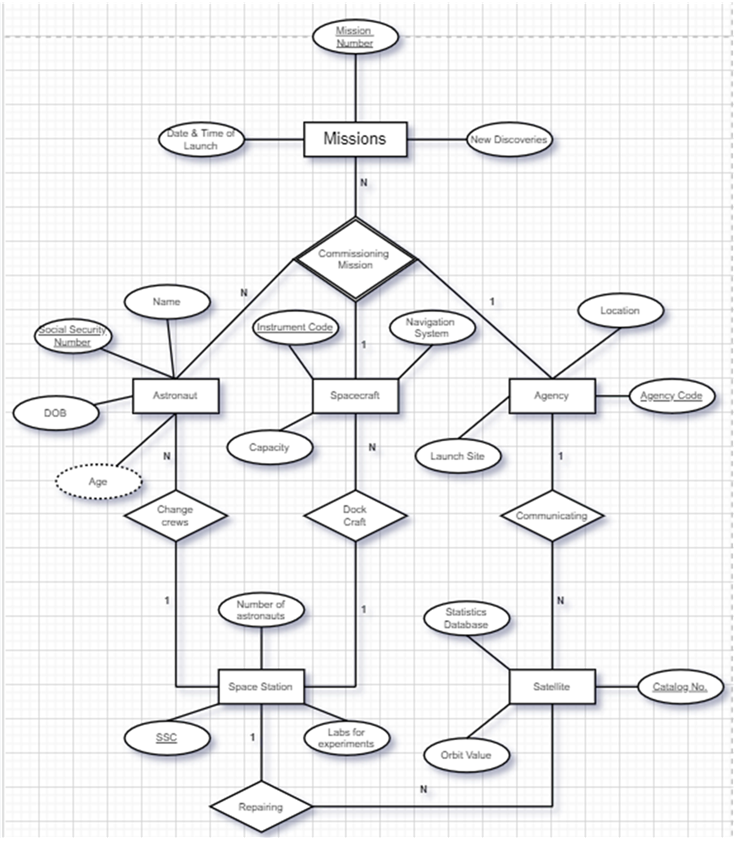 Mission
Number
Date & Time of
Launch
Missions
New Discoveries
N
Commissioning
Mission
N
1
1
Name
Social Security
Number
DOB
Age
Astronaut
Instrument Code
Navigation
System
Spacecraft
Capacity
Location
Agency
Agency Code
Launch Site
N
N
1
Change
crews
Dock
Craft
Communicating
1
1
N
Number of
astronauts
Statistics
Database
Space Station
Satellite
Catalog No.
SSC
Labs for
experiments
Orbit Value
1
N
Repairing